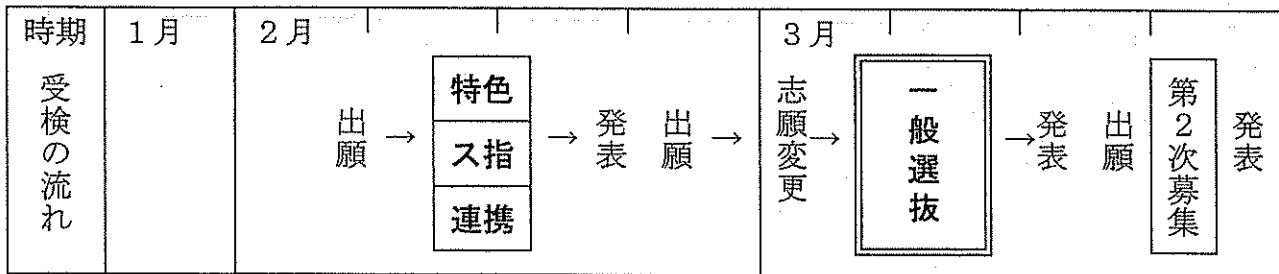 時期
1月
2月
3月
受検の流れ
出願
→
特色
ス指
連携
→
発表
出願
→
志願変更
→
一般選抜
→
発表
出願
第2次募集
発表